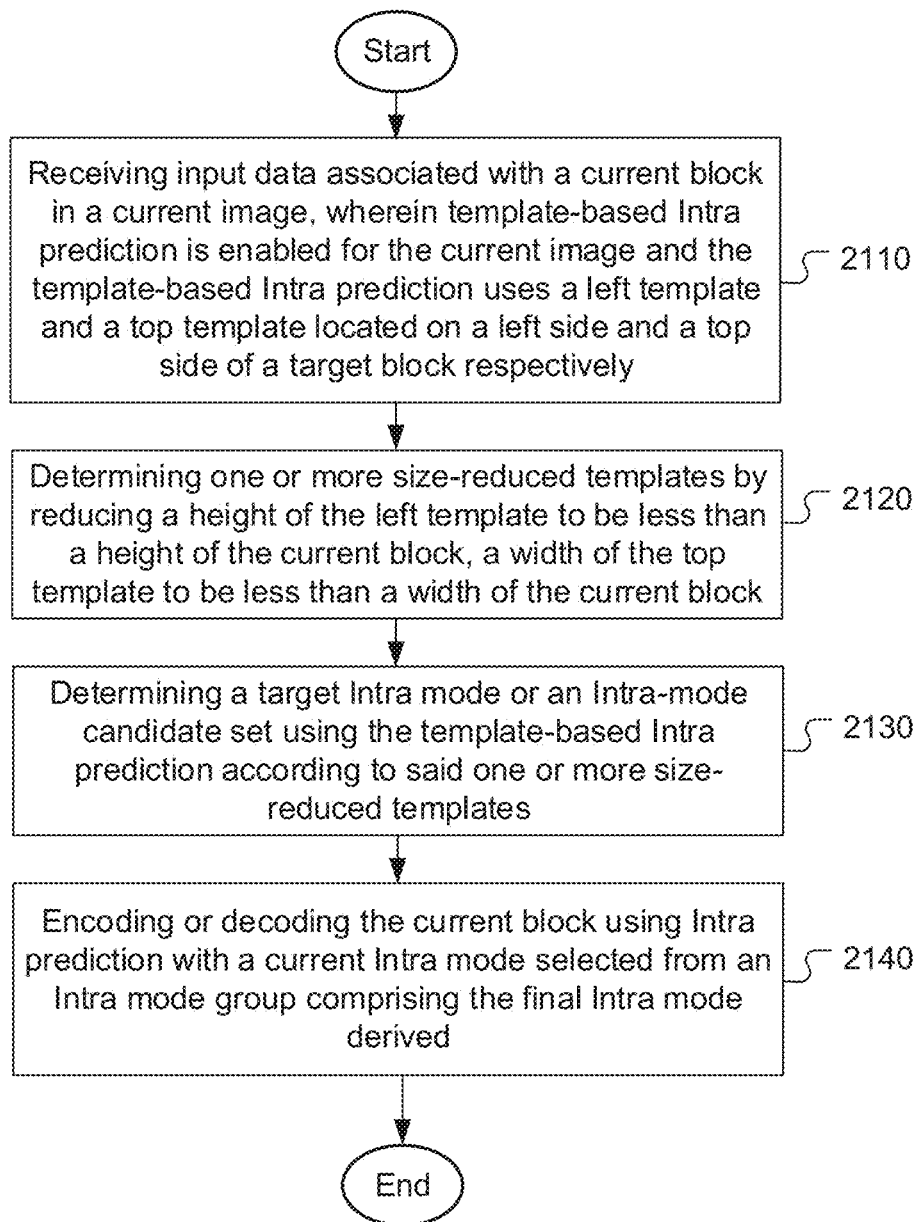 Start
Receiving input data associated with a current block
in a current image, wherein template-based Intra
prediction is enabled for the current image and the
template-based Intra prediction uses a left template
and a top template located on a left side and a top
side of a target block respectively
2110
Determining one or more size-reduced templates by
reducing a height of the left template to be less than
a height of the current block, a width of the top
template to be less than a width of the current block
2120
Determining a target Intra mode or an Intra-mode
candidate set using the template-based Intra
prediction according to said one or more size-
reduced templates
2130
Encoding or decoding the current block using Intra
prediction with a current Intra mode selected from an
Intra mode group comprising the final Intra mode
derived
2140
End